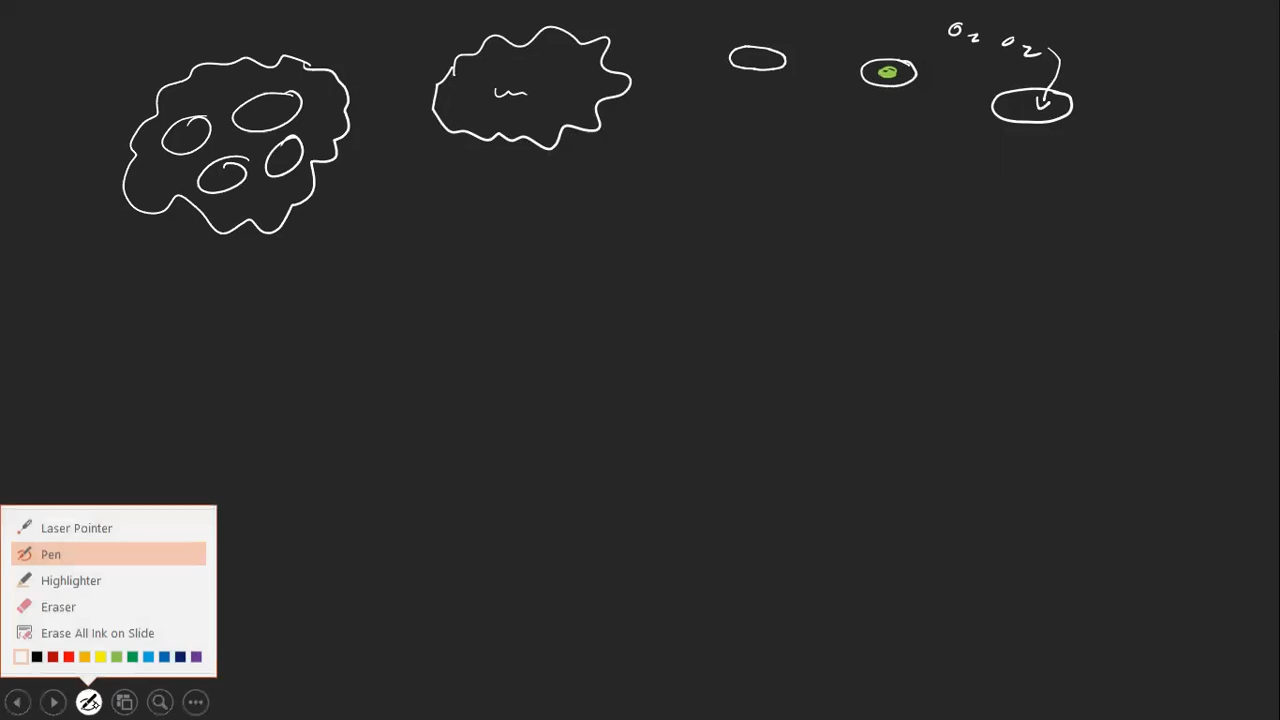 O2 O2
Laser Pointer
Pen
Highlighter
Eraser
Erase All Ink on Slide